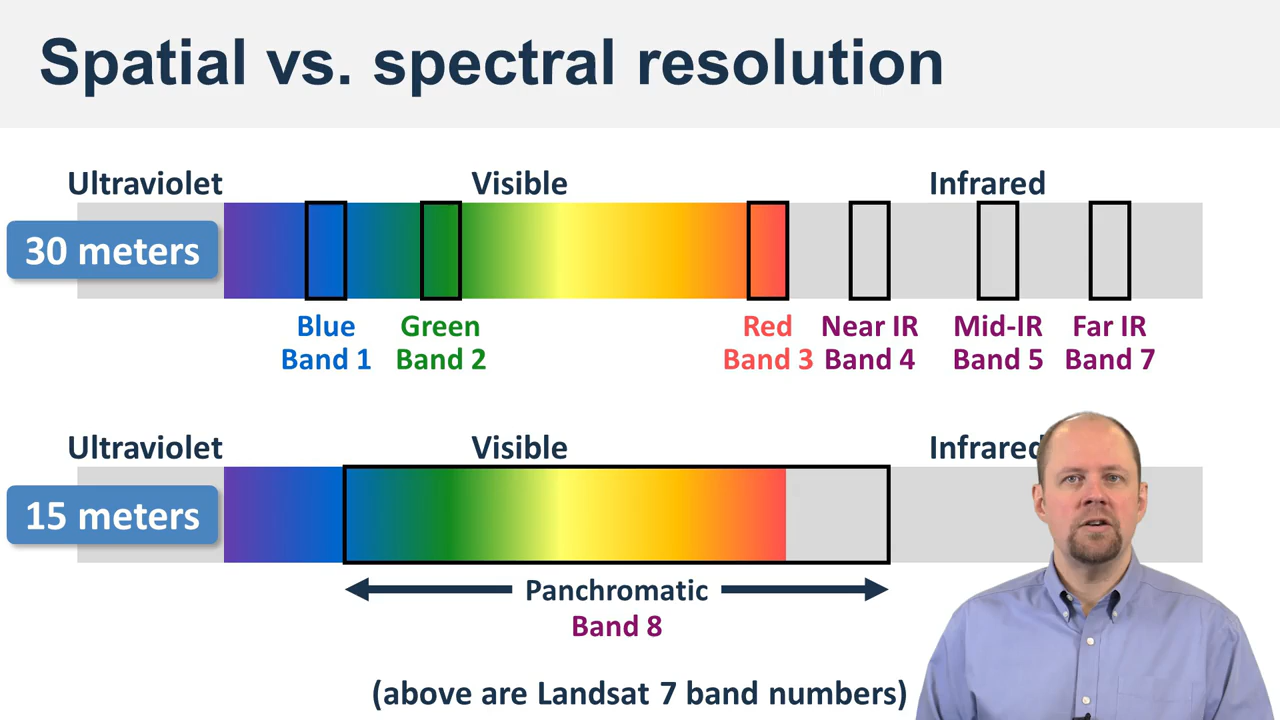 Spatial vs. spectral resolution
Ultraviolet Visible Infrared
30 meters
Blue Green Red Near IR Mid-IR Far IR
Band 1 Band 2 Band 3 Band 4 Band 5 Band 7
Ultraviolet Visible Infrared
15 meters
Panchromatic
Band 8
(above are Landsat 7 band numbers)